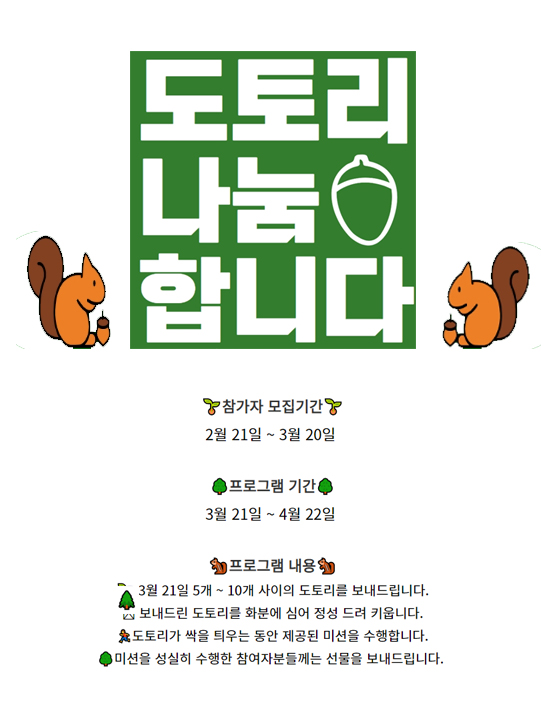 도토리
나눔
합니다
참가자 모집기간
2월 21일 ~ 3월 20일
프로그램 기간
3월 21일 ~ 4월 22일
프로그램 내용
3월 21일 5개 ~ 10개 사이의 도토리를 보내드립니다.
보내드린 도토리를 화분에 심어 정성 드려 키웁니다.
도토리가 싹을 틔우는 동안 제공된 미션을 수행합니다.
미션을 성실히 수행한 참여자분들께는 선물을 보내드립니다.